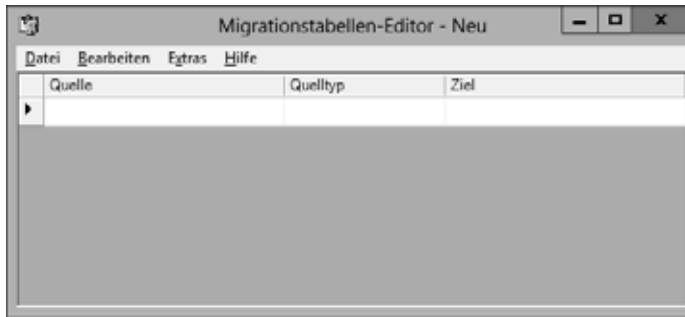 Migrationstabellen-Editor - Neu
Datei Bearbeiten Extras Hilfe
Quelle Quelltyp Ziel